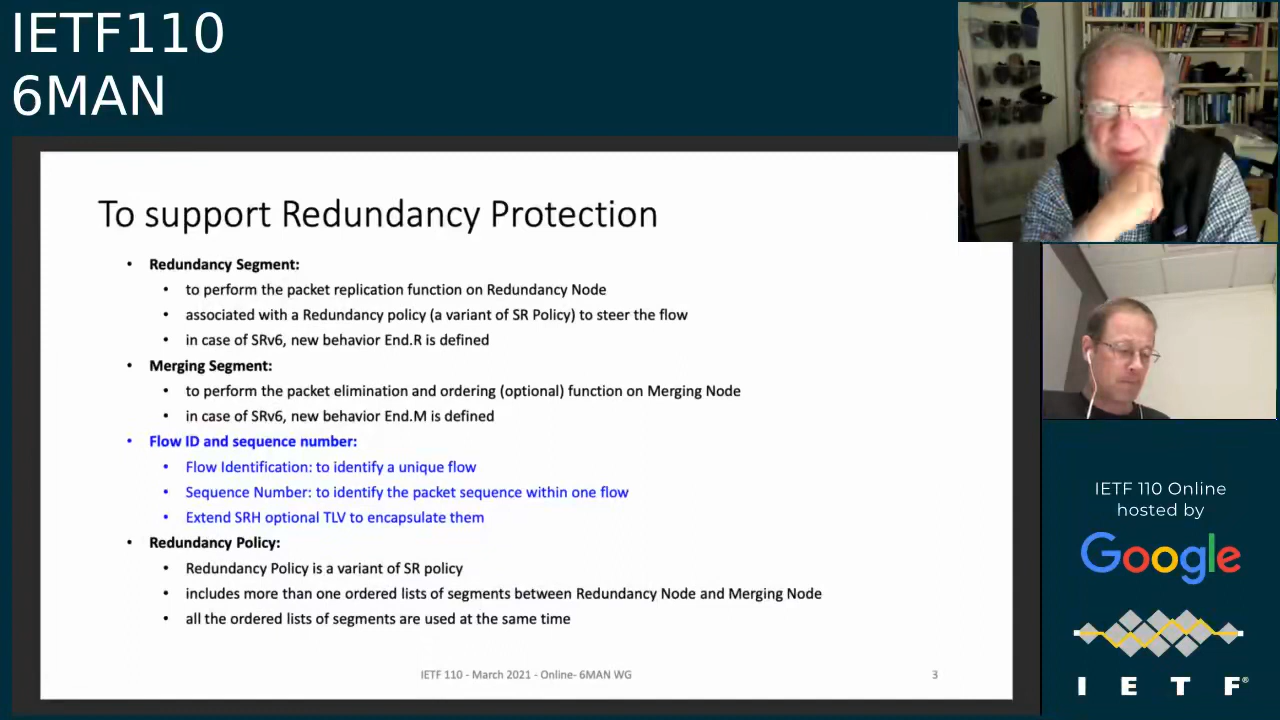 IETF110
6MAN
To support Redundancy Protection
• Redundancy Segment:
• to perform the packet replication function on Redundancy Node
• associated with a Redundancy policy (a variant of SR Policy) to steer the flow
• in case of SRv6, new behavior End.R is defined
• Merging Segment:
• to perform the packet elimination and ordering (optional) function on Merging Node
• in case of SRv6, new behavior End.M is defined
• Flow ID and sequence number:
• Flow Identification: to identify a unique flow
• Sequence Number: to identify the packet sequence within one flow
• Extend SRH optional TLV to encapsulate them
• Redundancy Policy:
• Redundancy Policy is a variant of SR policy
• includes more than one ordered lists of segments between Redundancy Node and Merging Node
• all the ordered lists of segments are used at the same time
IETF 110 - March 2021 - Online- 6MAN WG
3
IETF 110 Online
hosted by
Google
I E T F®